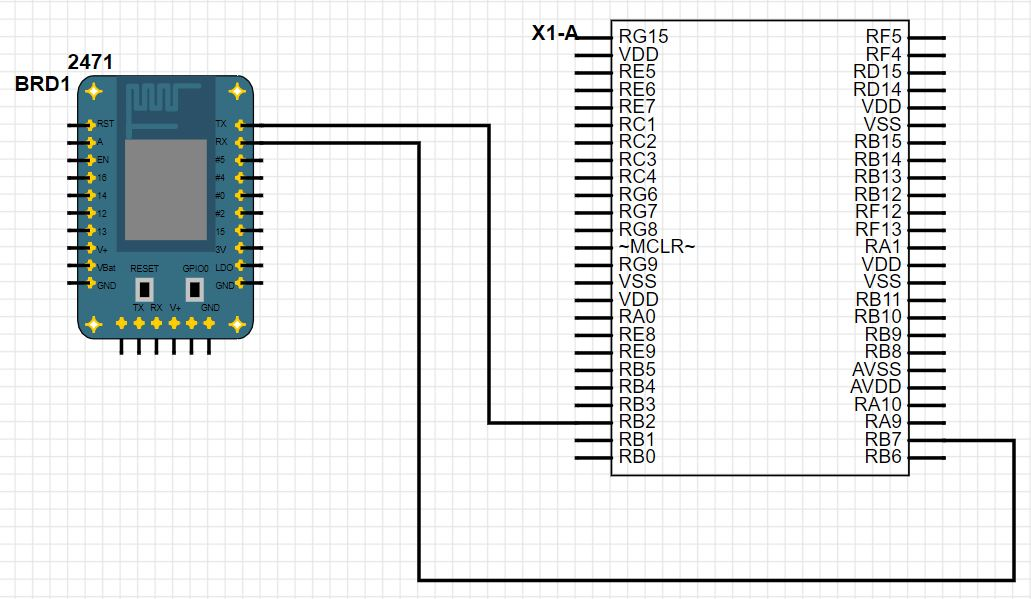 2471
BRD1
RST
A
EN
16
14
12
13
V+
VBat
GND
TX
RX
#5
#4
#0
#2
15
3V
LDO
GND
RESET GPIO0
TX RX V+ GND
X1-A
RG15
VDD
RE5
RE6
RE7
RC1
RC2
RC3
RC4
RG6
RG7
RG8
~MCLR~
RG9
VSS
VDD
RA0
RE8
RE9
RB5
RB4
RB3
RB2
RB1
RB0
RF5
RF4
RD15
RD14
VDD
VSS
RB15
RB14
RB13
RB12
RF12
RF13
RA1
VDD
VSS
RB11
RB10
RB9
RB8
AVSS
AVDD
RA10
RA9
RB7
RB6